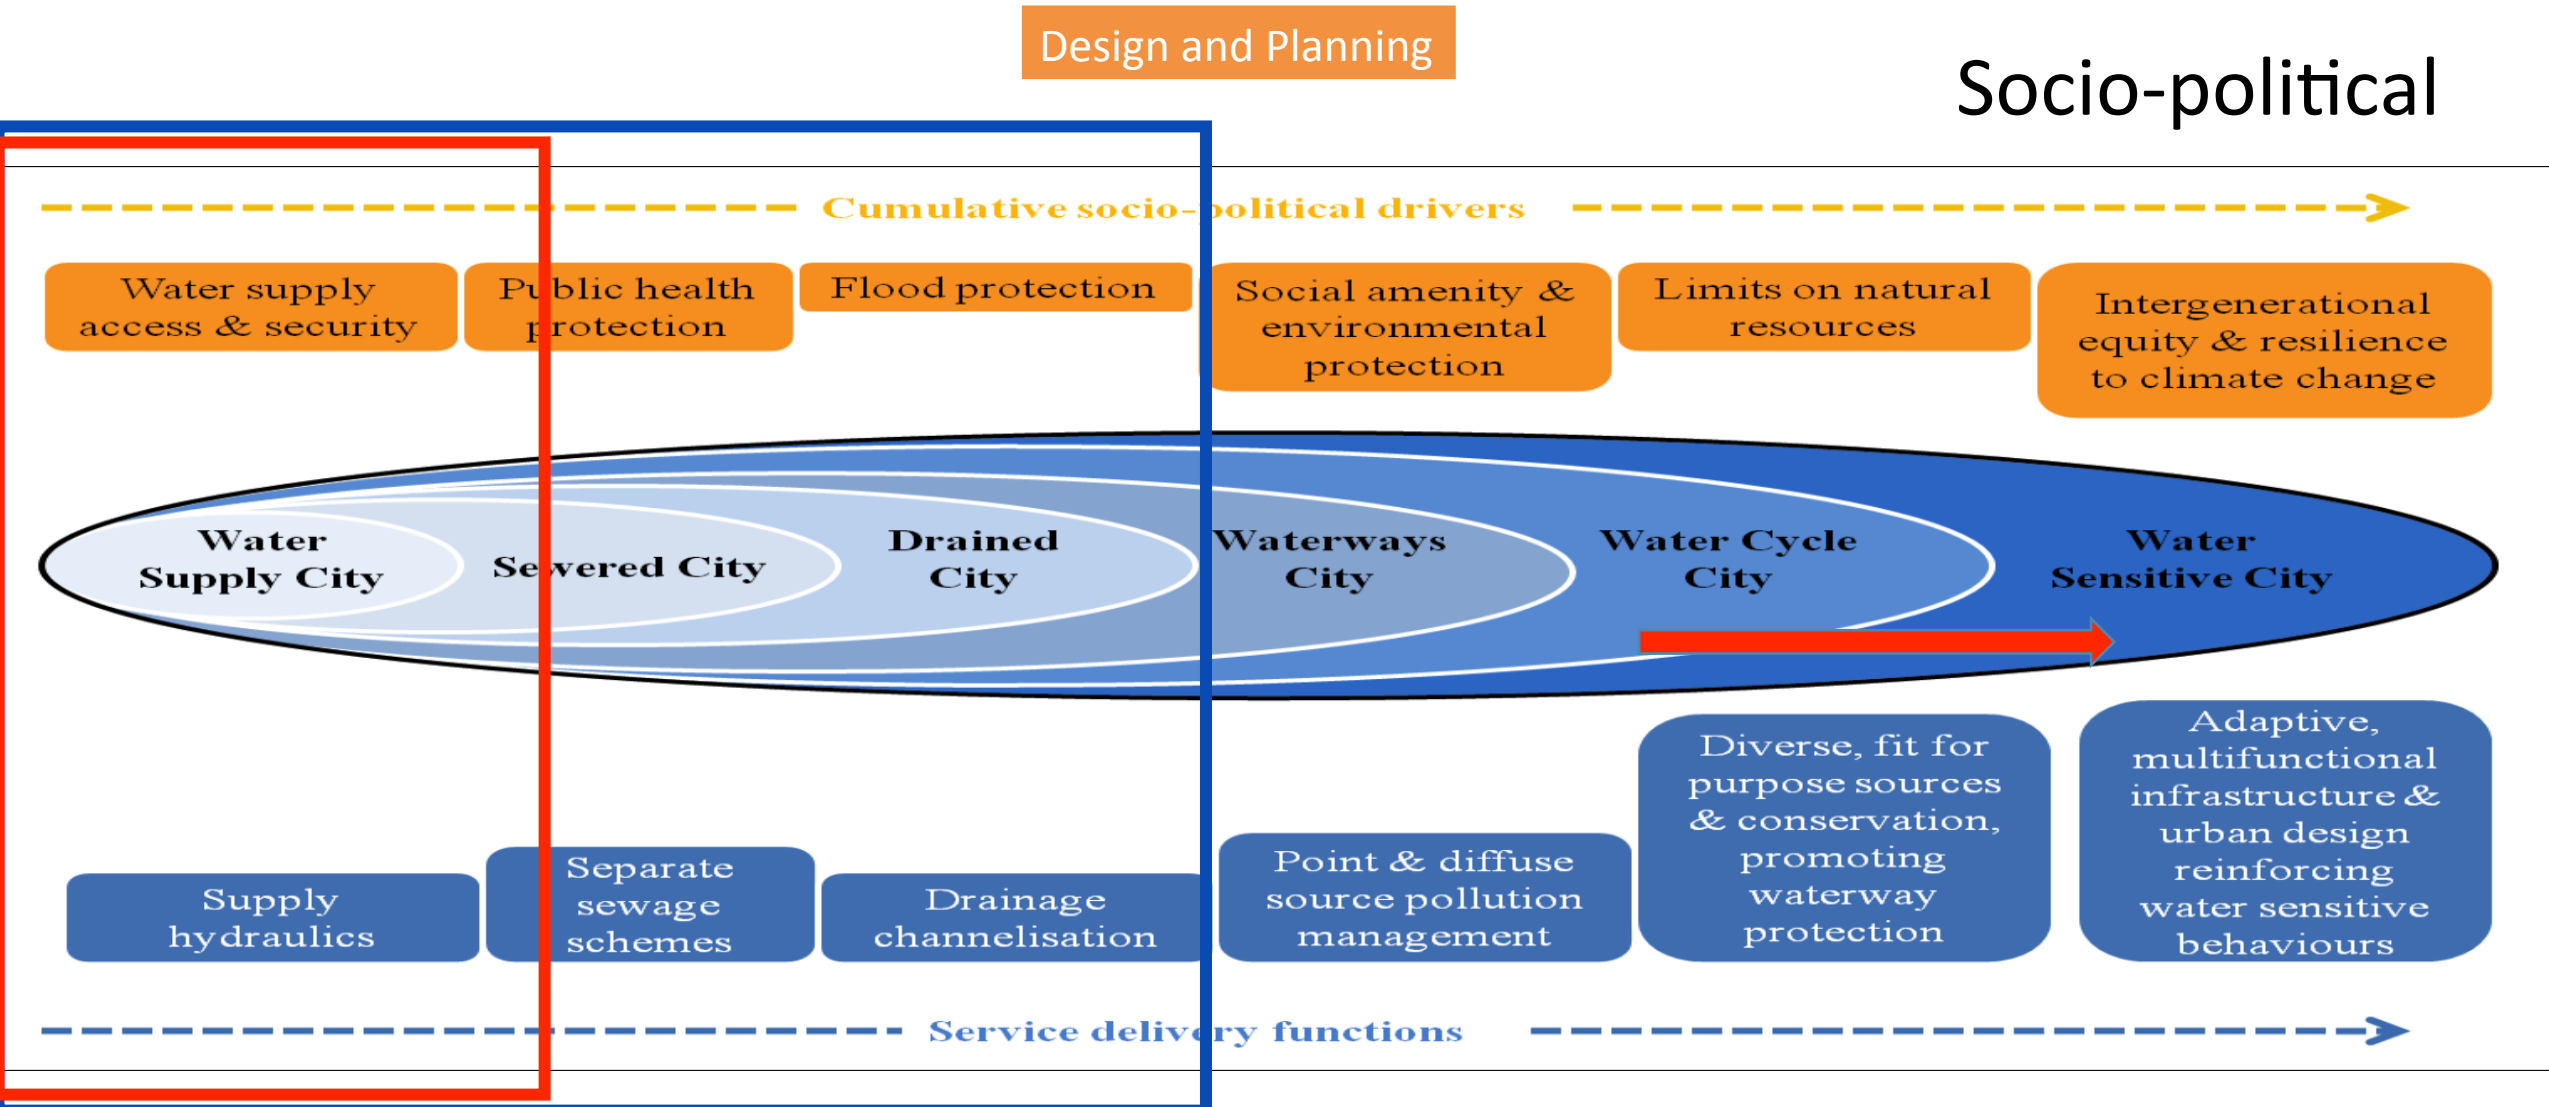 Design and Planning
Socio-political
Cumulative socio-political drivers
Water supply
access & security
Public health
protection
Flood protection
Social amenity &
environmental
protection
Limits on natural
resources
Intergenerational
equity & resilience
to climate change
Water
Supply City
Sewered City
Drained
City
Waterways
City
Water Cycle
City
Water
Sensitive City
Supply
hydraulics
Separate
sewage
schemes
Drainage
channelisation
Point & diffuse
source pollution
management
Diverse, fit for
purpose sources
& conservation,
promoting
waterway
protection
Adaptive,
multifunctional
infrastructure &
urban design
reinforcing
water sensitive
behaviours
Service delivery functions